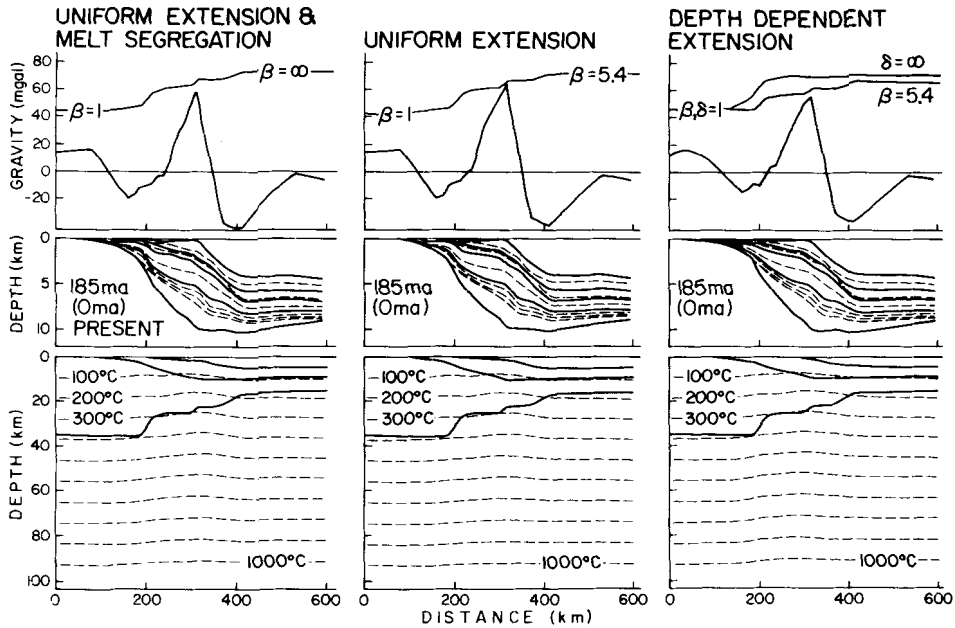 UNIFORM EXTENSION &
MELT SEGREGATION
UNIFORM EXTENSION
DEPTH DEPENDENT
EXTENSION
GRAVITY (mgal)
80
60
40
20
0
-20
β=1
β=∞
β=1
β=5.4
β,δ=1
δ=∞
β=5.4
DEPTH (km)
0
5
10
185ma
(0ma)
PRESENT
185ma
(0ma)
185ma
(0ma)
DEPTH (km)
0
20
40
60
80
100
100°C
200°C
300°C
1000°C
100°C
200°C
300°C
1000°C
100°C
200°C
300°C
1000°C
0 200 400 600
0 200 400 600
0 200 400 600
DISTANCE (km)